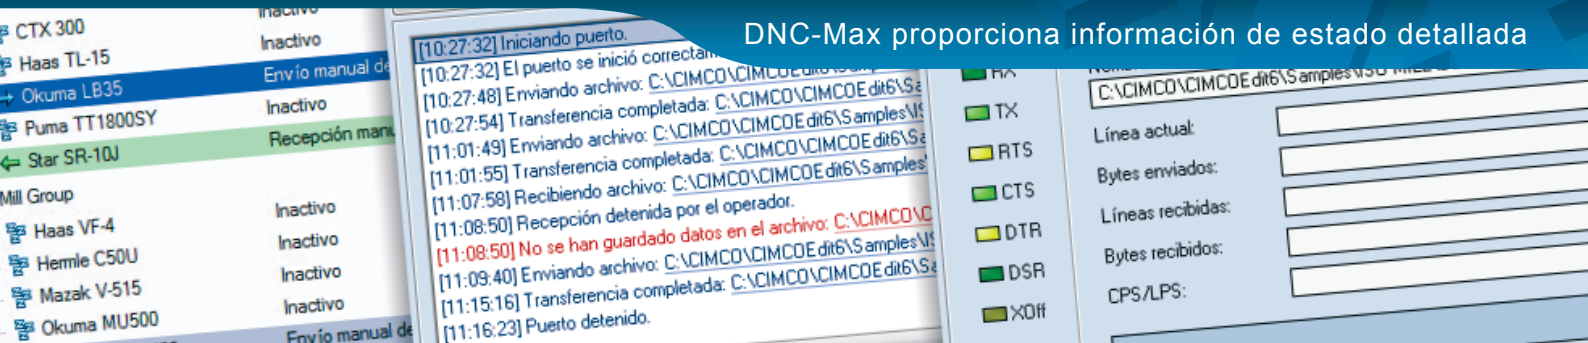 DNC-Max proporciona información de estado detallada
CTX 300
Inactivo
Haas TL-15
Inactivo
Okuma LB35
Envío manual de
Puma TT1800SY
Inactivo
Star SR-10J
Recepción manu
Mill Group
Haas VF-4
Inactivo
Hermle C50U
Inactivo
Mazak V-515
Inactivo
Okuma MU500
Inactivo
Envío manual de
[10:27:32] Iniciando puerto.
[10:27:32] El puerto se inició correctam
[10:27:48] Enviando archivo: C:\CIMCO\CIMCOEdit6\Samp
[10:27:54] Transferencia completada: C:\CIMCO\CIMCOEdit6\Sa
[11:01:49] Enviando archivo: C:\CIMCO\CIMCOEdit6\Samples\IS
[11:01:55] Transferencia completada: C:\CIMCO\CIMCOEdit6\Sa
[11:07:58] Recibiendo archivo: C:\CIMCO\CIMCOEdit6\Samples\
[11:08:50] Recepción detenida por el operador.
[11:08:50] No se han guardado datos en el archivo: C:\CIMCO\C
[11:09:40] Enviando archivo: C:\CIMCO\CIMCOEdit6\Samples\IS
[11:15:16] Transferencia completada: C:\CIMCO\CIMCOEdit6\Sa
[11:16:23] Puerto detenido.
RX
TX
RTS
CTS
DTR
DSR
XOff
C:\CIMCO\CIMCOEdit6\Samples\ISO
Línea actual:
Bytes enviados:
Líneas recibidas:
Bytes recibidos:
CPS/LPS: